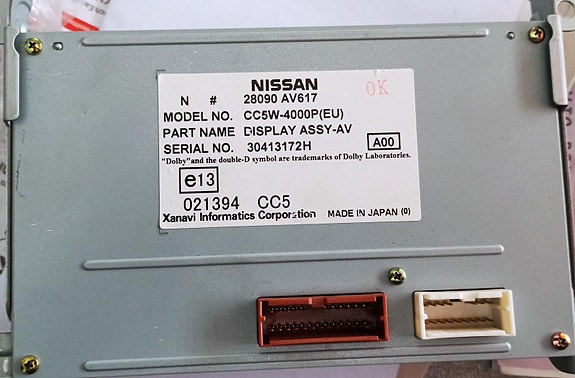 NISSAN
OK
N # 28090 AV617
MODEL NO. CC5W-4000P(EU)
PART NAME DISPLAY ASSY-AV
SERIAL NO. 30413172H A00
"Dolby"and the double-D symbol are trademarks of Dolby Laboratories.
e13
021394 CC5
Xanavi Informatics Corporation MADE IN JAPAN (0)